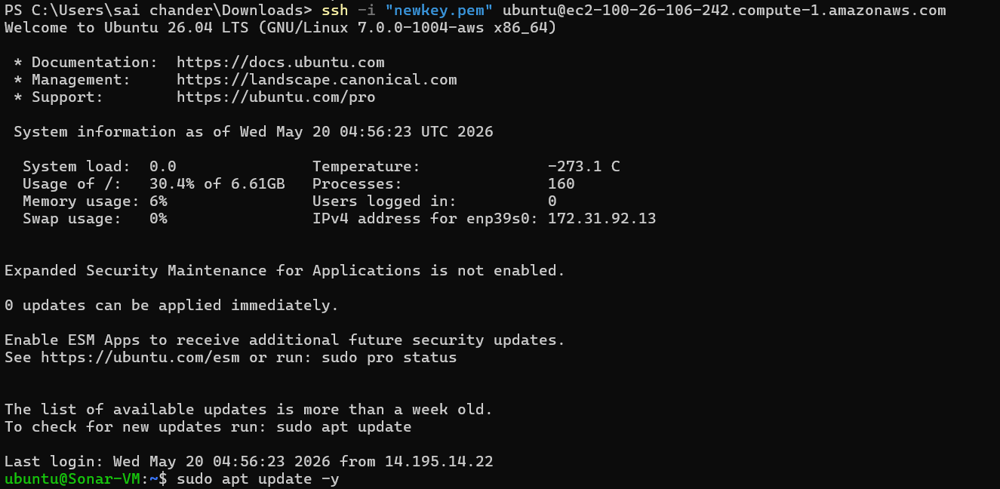 PS C:\Users\sai chander\Downloads> ssh -i "newkey.pem" ubuntu@ec2-100-26-106-242.compute-1.amazonaws.com
Welcome to Ubuntu 26.04 LTS (GNU/Linux 7.0.0-1004-aws x86_64)

 * Documentation:  https://docs.ubuntu.com
 * Management:     https://landscape.canonical.com
 * Support:        https://ubuntu.com/pro

 System information as of Wed May 20 04:56:23 UTC 2026

  System load:  0.0               Temperature:              -273.1 C
  Usage of /:   30.4% of 6.61GB   Processes:                160
  Memory usage: 6%                Users logged in:          0
  Swap usage:   0%                IPv4 address for enp39s0: 172.31.92.13


Expanded Security Maintenance for Applications is not enabled.

0 updates can be applied immediately.

Enable ESM Apps to receive additional future security updates.
See https://ubuntu.com/esm or run: sudo pro status


The list of available updates is more than a week old.
To check for new updates run: sudo apt update

Last login: Wed May 20 04:56:23 2026 from 14.195.14.22
ubuntu@Sonar-VM:~$ sudo apt update -y